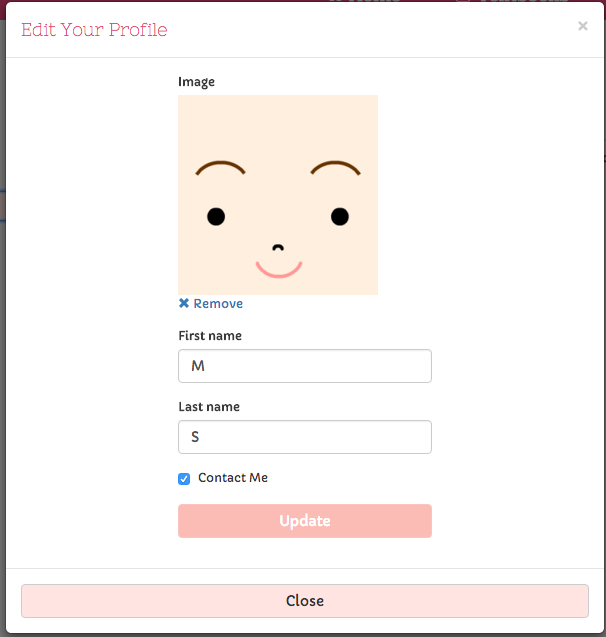 Edit Your Profile
×
Image
✖ Remove
First name
M
Last name
S
Contact Me
Update
Close